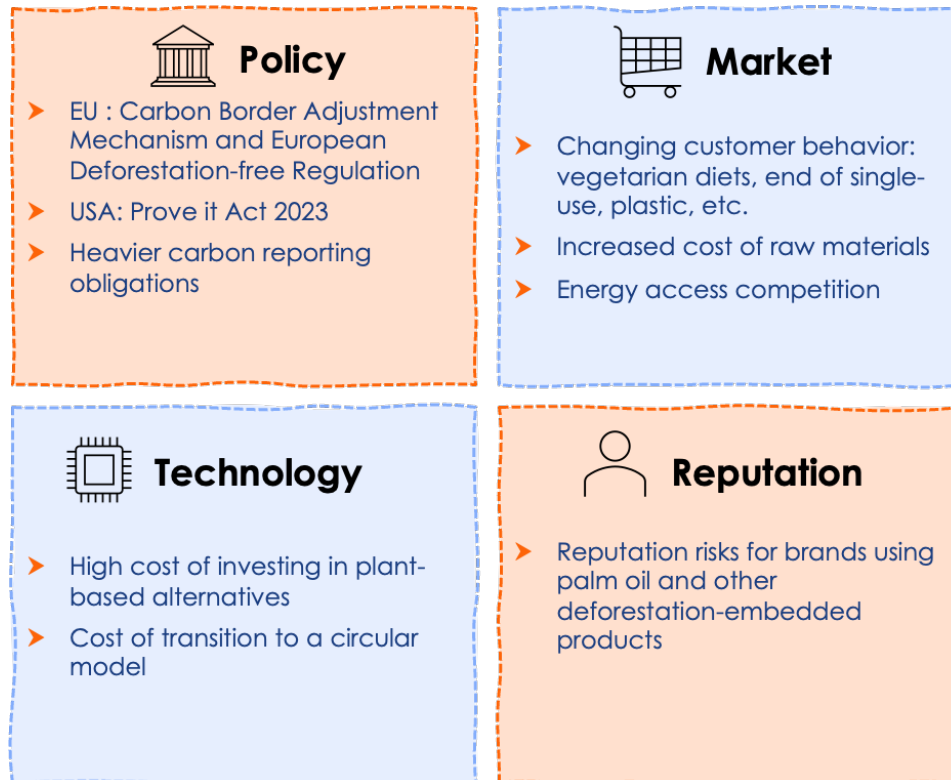 Policy
EU : Carbon Border Adjustment
Mechanism and European
Deforestation-free Regulation
USA: Prove it Act 2023
Heavier carbon reporting
obligations
Market
Changing customer behavior:
vegetarian diets, end of single-
use, plastic, etc.
Increased cost of raw materials
Energy access competition
Technology
High cost of investing in plant-
based alternatives
Cost of transition to a circular
model
Reputation
Reputation risks for brands using
palm oil and other
deforestation-embedded
products